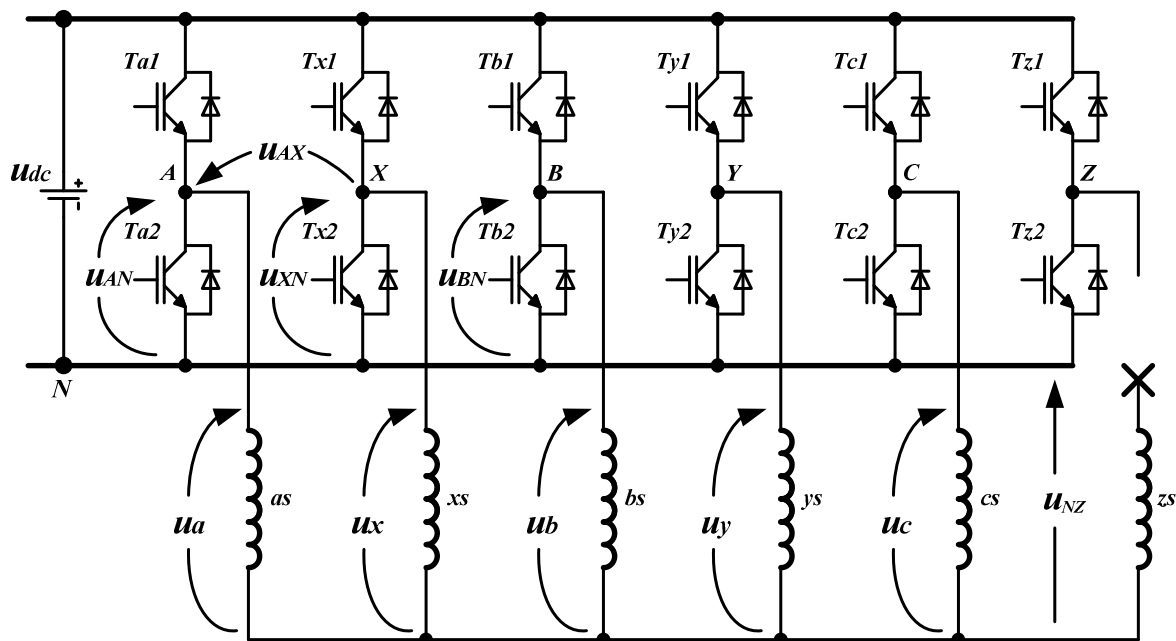 Ta1 Tx1 Tb1 Ty1 Tc1 Tz1
udc + - A uAX X B Y C Z
Ta2 Tx2 Tb2 Ty2 Tc2 Tz2
uAN uXN uBN
N
ua as ux xs ub bs uy ys uc cs uNZ zs